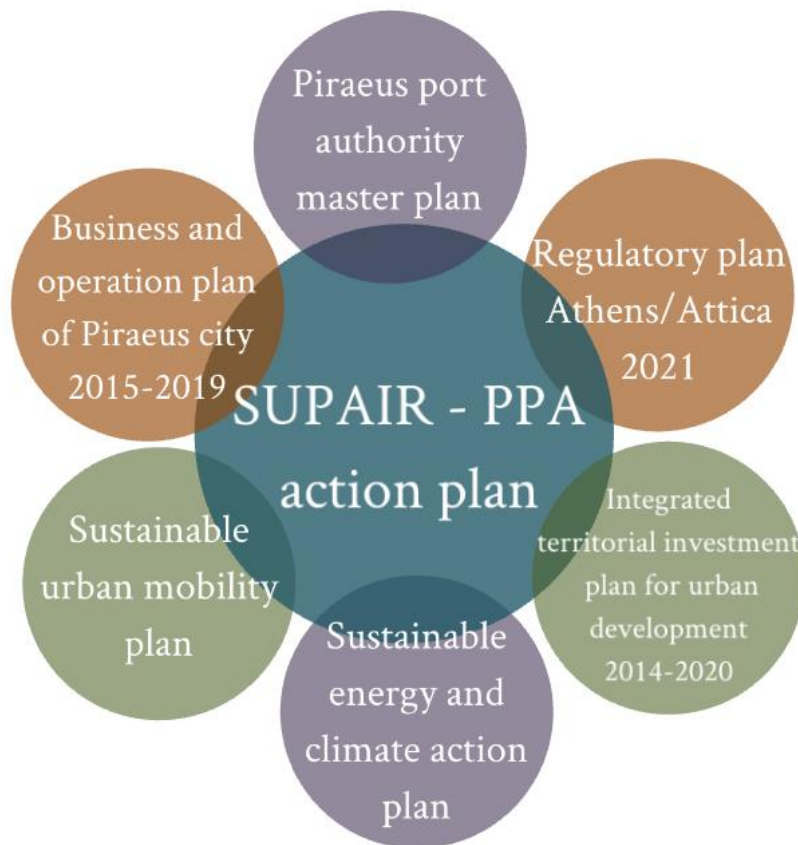 Piraeus port
authority
master plan
Business and
operation plan
of Piraeus city
2015-2019
Regulatory plan
Athens/Attica
2021
SUPAIR - PPA
action plan
Sustainable
urban mobility
plan
Integrated
territorial investment
plan for urban
development
2014-2020
Sustainable
energy and
climate action
plan